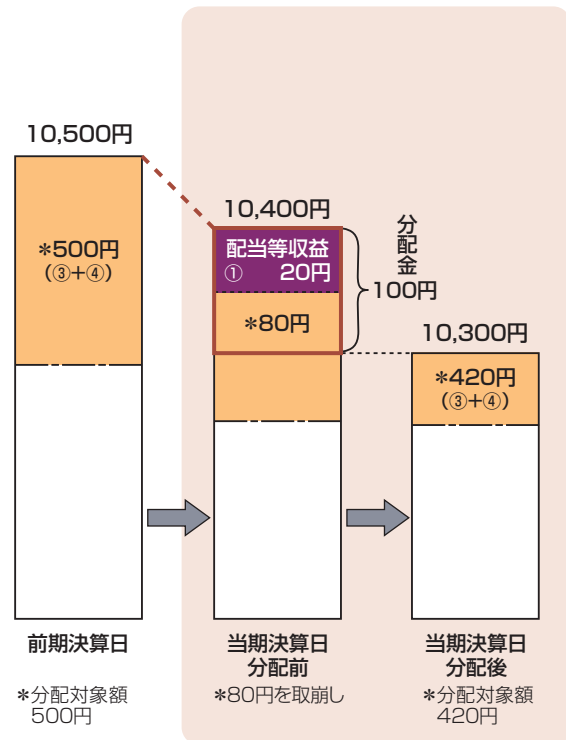 10,500円
*500円
(③+④)
10,400円
配当等収益
① 20円
*80円
分配金
100円
10,300円
*420円
(③+④)
前期決算日
*分配対象額
500円
当期決算日
分配前
*80円を取崩し
当期決算日
分配後
*分配対象額
420円